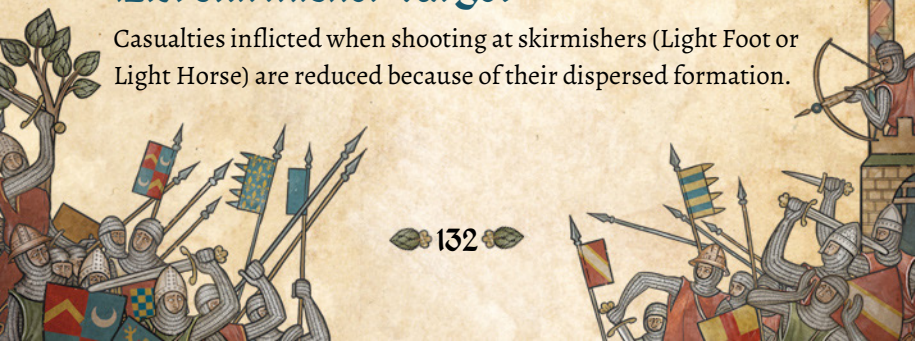 Casualties inflicted when shooting at skirmishers (Light Foot or
Light Horse) are reduced because of their dispersed formation.
132